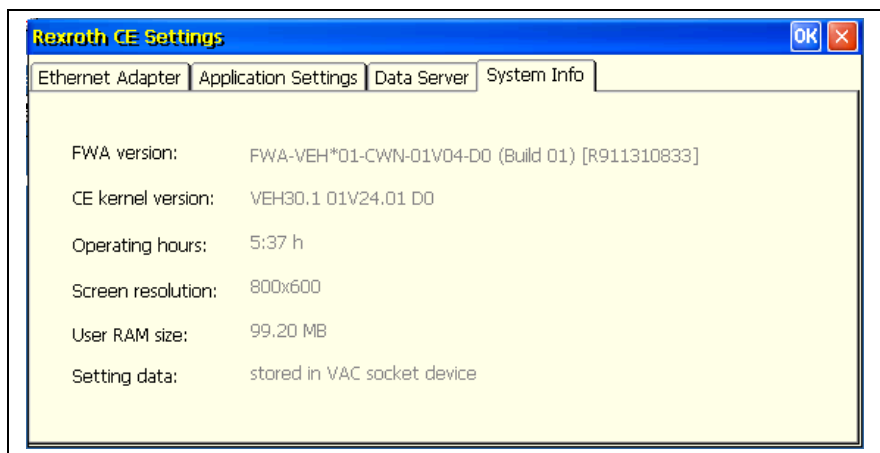 Rexroth CE Settings OK
Ethernet Adapter Application Settings Data Server System Info
FWA version: FWA-VEH*01-CWN-01V04-D0 (Build 01) [R911310833]
CE kernel version: VEH30.1 01V24.01 D0
Operating hours: 5:37 h
Screen resolution: 800x600
User RAM size: 99.20 MB
Setting data: stored in VAC socket device